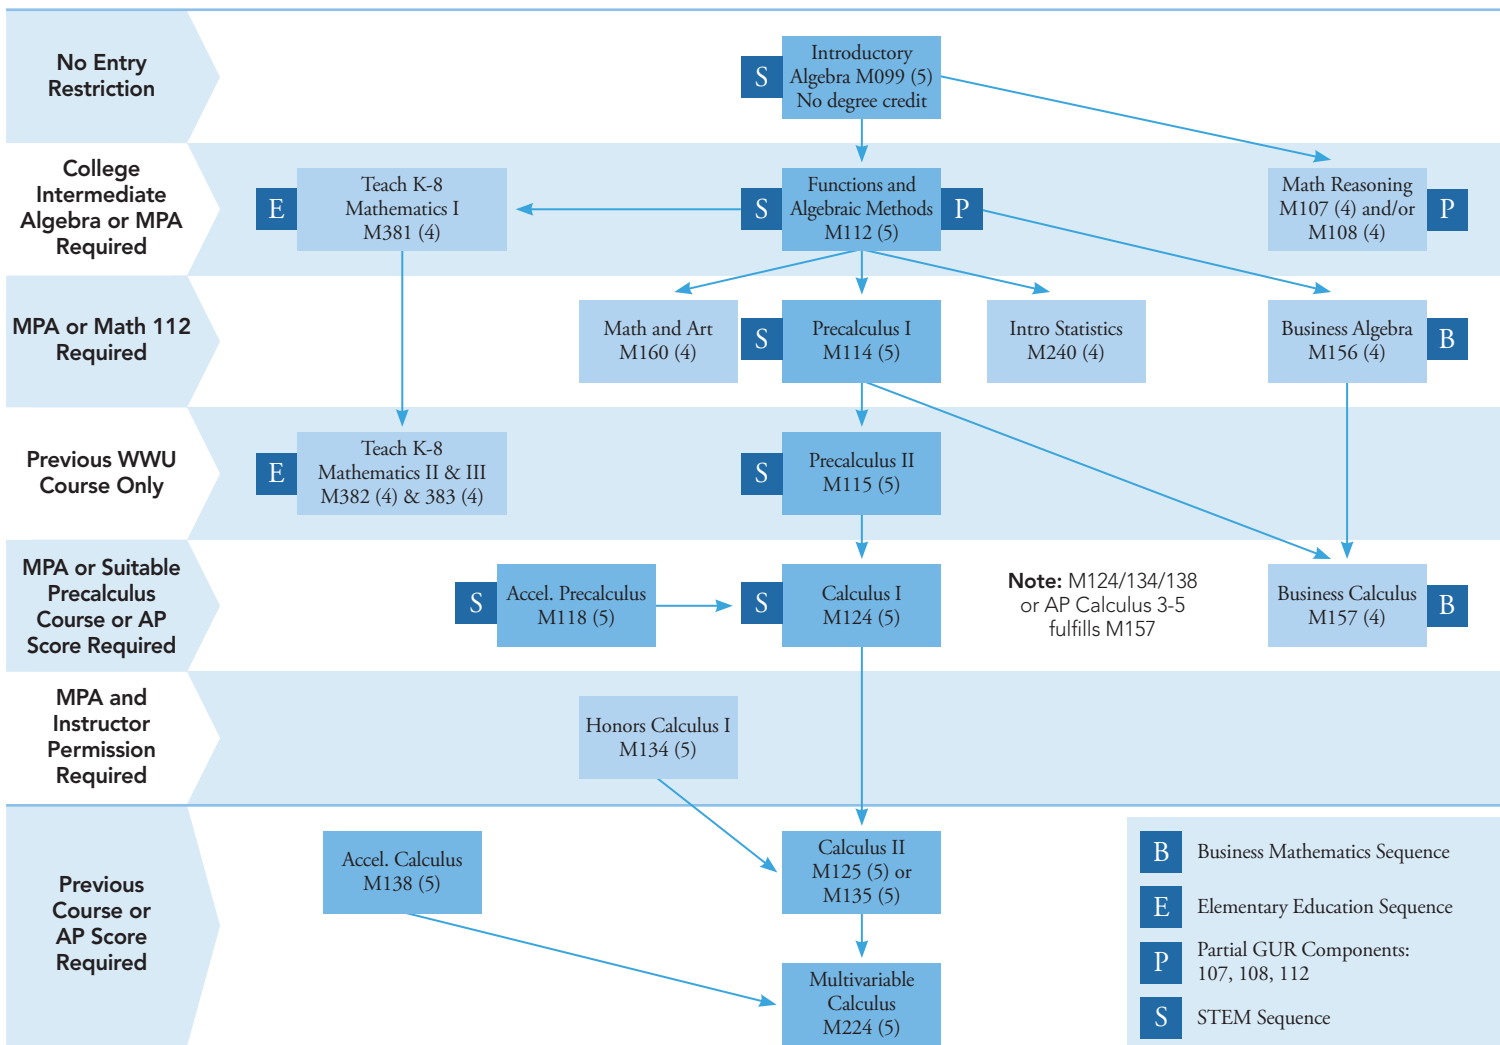 No Entry
Restriction
S
Introductory
Algebra M099 (5)
No degree credit
College
Intermediate
Algebra or MPA
Required
E
Teach K-8
Mathematics I
M381 (4)
S
Functions and
Algebraic Methods
M112 (5)
P
Math Reasoning
M107 (4) and/or
M108 (4)
P
MPA or Math 112
Required
Math and Art
M160 (4)
S
Precalculus I
M114 (5)
Intro Statistics
M240 (4)
Business Algebra
M156 (4)
B
Previous WWU
Course Only
E
Teach K-8
Mathematics II & III
M382 (4) & 383 (4)
S
Precalculus II
M115 (5)
MPA or Suitable
Precalculus
Course or AP
Score Required
S
Accel. Precalculus
M118 (5)
S
Calculus I
M124 (5)
Note: M124/134/138
or AP Calculus 3-5
fulfills M157
Business Calculus
M157 (4)
B
MPA and
Instructor
Permission
Required
Honors Calculus I
M134 (5)
Previous
Course or
AP Score
Required
Accel. Calculus
M138 (5)
Calculus II
M125 (5) or
M135 (5)
Multivariable
Calculus
M224 (5)
B Business Mathematics Sequence
E Elementary Education Sequence
P Partial GUR Components:
107, 108, 112
S STEM Sequence